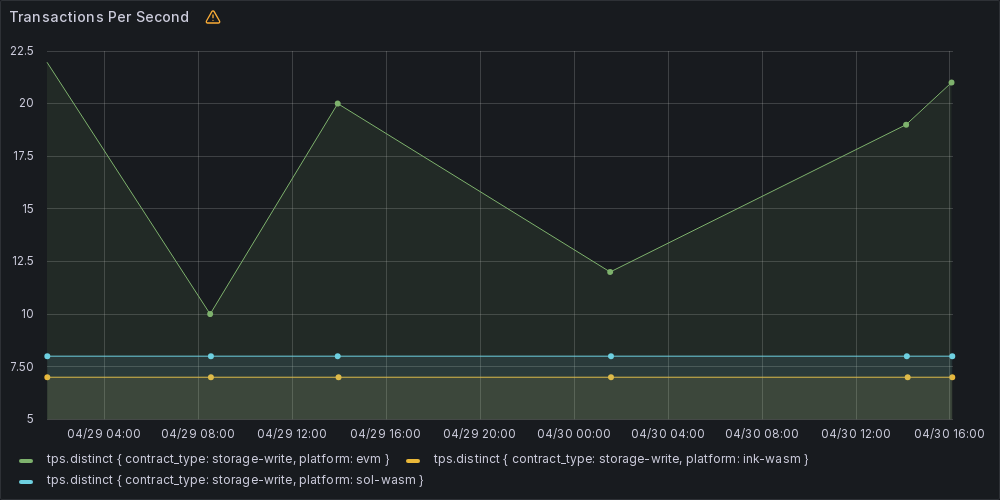 Transactions Per Second
22.5
20
17.5
15
12.5
10
7.50
5
04/29 04:00 04/29 08:00 04/29 12:00 04/29 16:00 04/29 20:00 04/30 00:00 04/30 04:00 04/30 08:00 04/30 12:00 04/30 16:00
tps.distinct { contract_type: storage-write, platform: evm } tps.distinct { contract_type: storage-write, platform: ink-wasm }
tps.distinct { contract_type: storage-write, platform: sol-wasm }